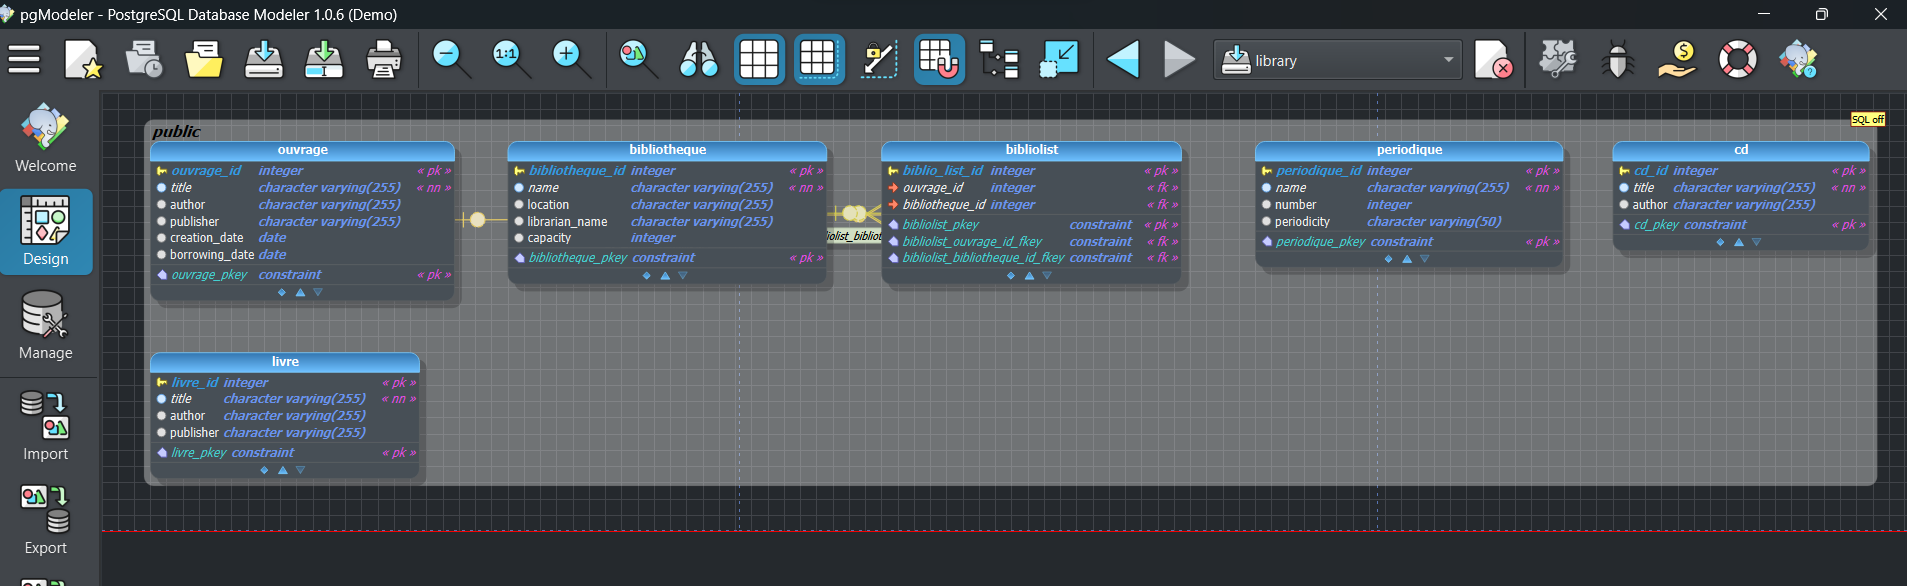 pgModeler - PostgreSQL Database Modeler 1.0.6 (Demo)
1:1
library
Welcome
Design
Manage
Import
Export
SQL off
public
ouvrage
ouvrage_id integer « pk »
title character varying(255) « nn »
author character varying(255)
publisher character varying(255)
creation_date date
borrowing_date date
ouvrage_pkey constraint « pk »
bibliotheque
bibliotheque_id integer « pk »
name character varying(255) « nn »
location character varying(255)
librarian_name character varying(255)
capacity integer
bibliotheque_pkey constraint « pk »
bibliolist
biblio_list_id integer « pk »
ouvrage_id integer « fk »
bibliotheque_id integer « fk »
bibliolist_pkey constraint « pk »
bibliolist_ouvrage_id_fkey constraint « fk »
bibliolist_bibliotheque_id_fkey constraint « fk »
periodique
periodique_id integer « pk »
name character varying(255) « nn »
number integer
periodicity character varying(50)
periodique_pkey constraint « pk »
cd
cd_id integer « pk »
title character varying(255) « nn »
author character varying(255)
cd_pkey constraint « pk »
livre
livre_id integer « pk »
title character varying(255) « nn »
author character varying(255)
publisher character varying(255)
livre_pkey constraint « pk »